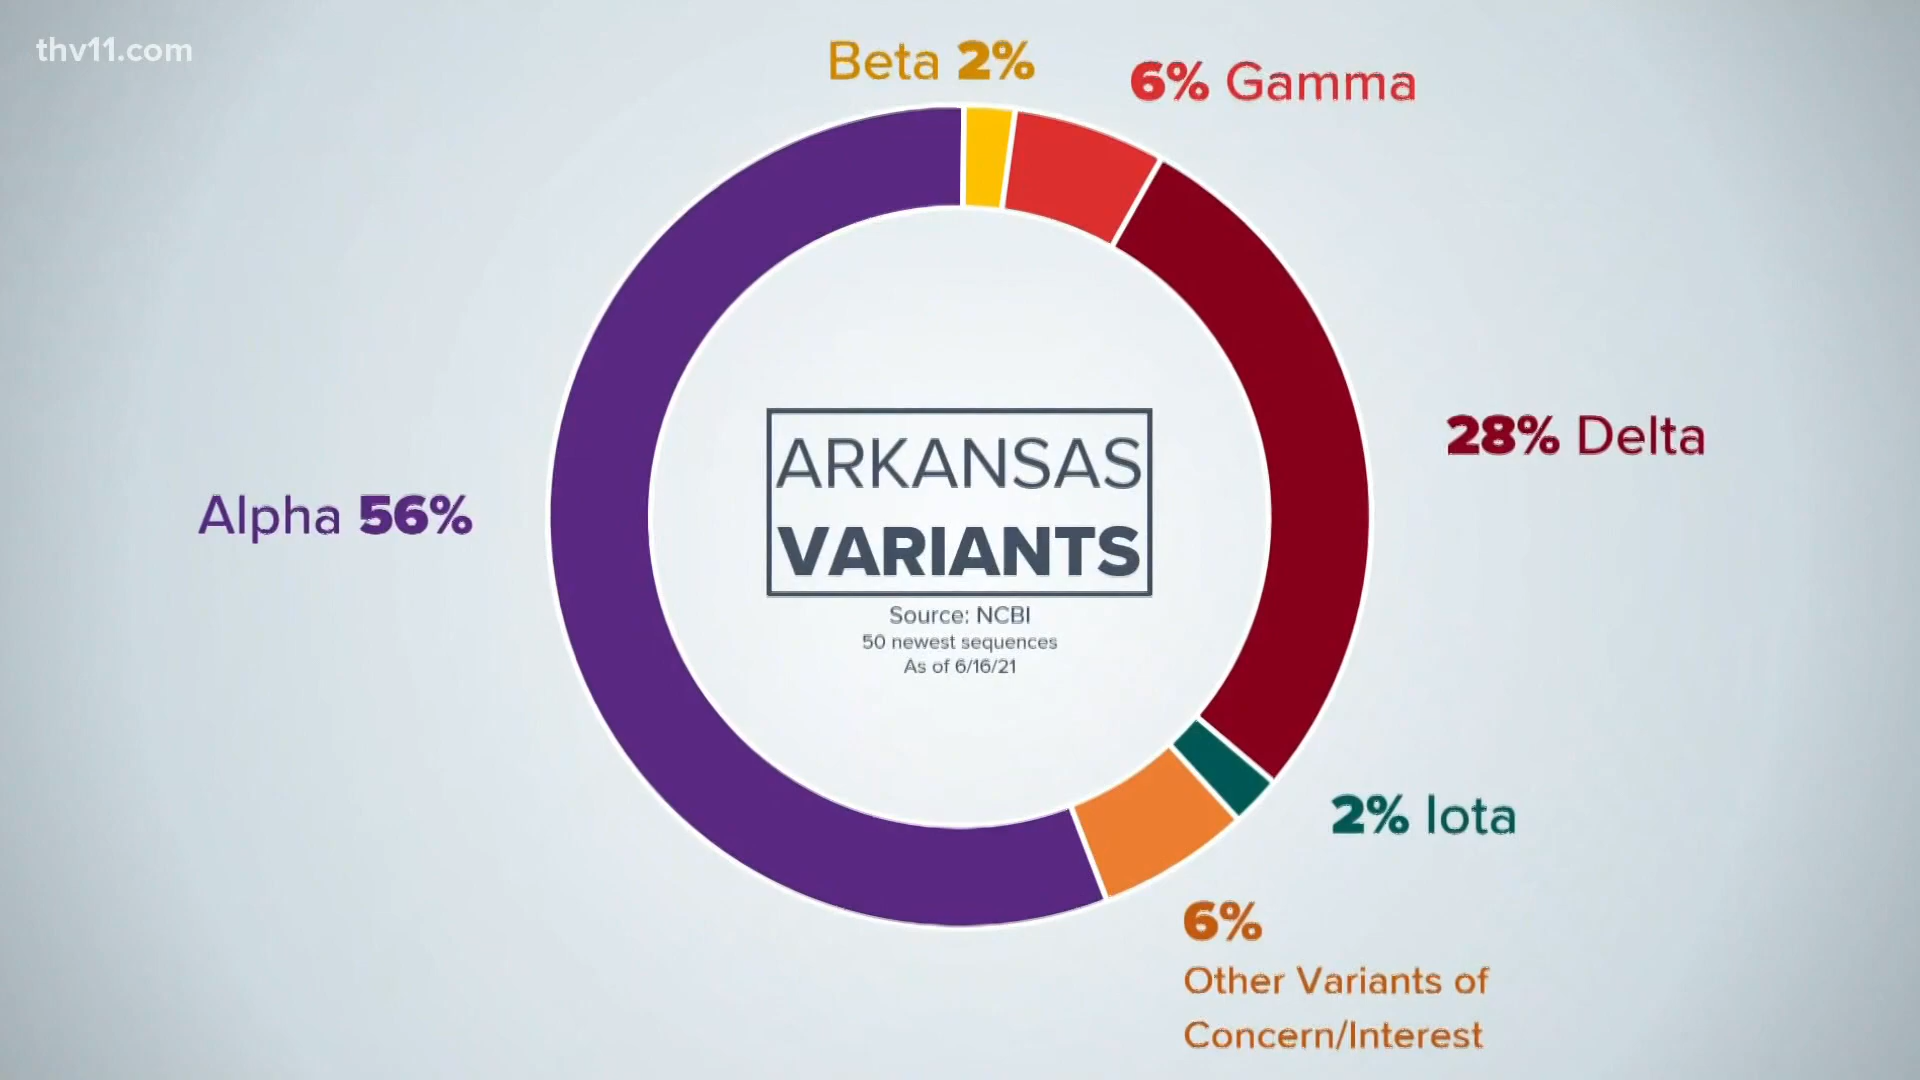 thv11.com
Beta 2%
6% Gamma
28% Delta
Alpha 56%
ARKANSAS
VARIANTS
Source: NCBI
50 newest sequences
As of 6/16/21
2% Iota
6%
Other Variants of
Concern/Interest